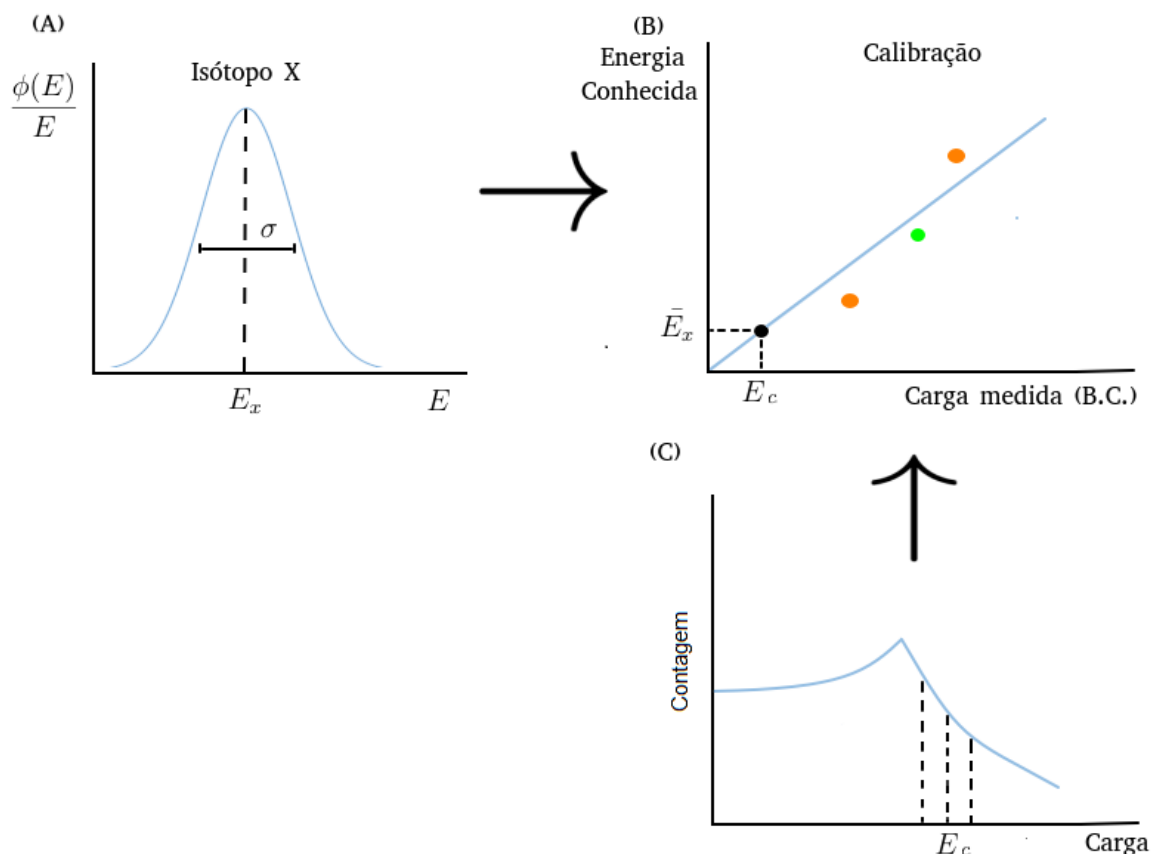 (A)
Isótopo X
ϕ(E)
E
σ
E_x
E
(B)
Energia
Conhecida
Calibração
Ē_x
E_c
Carga medida (B.C.)
(C)
Contagem
E_c
Carga